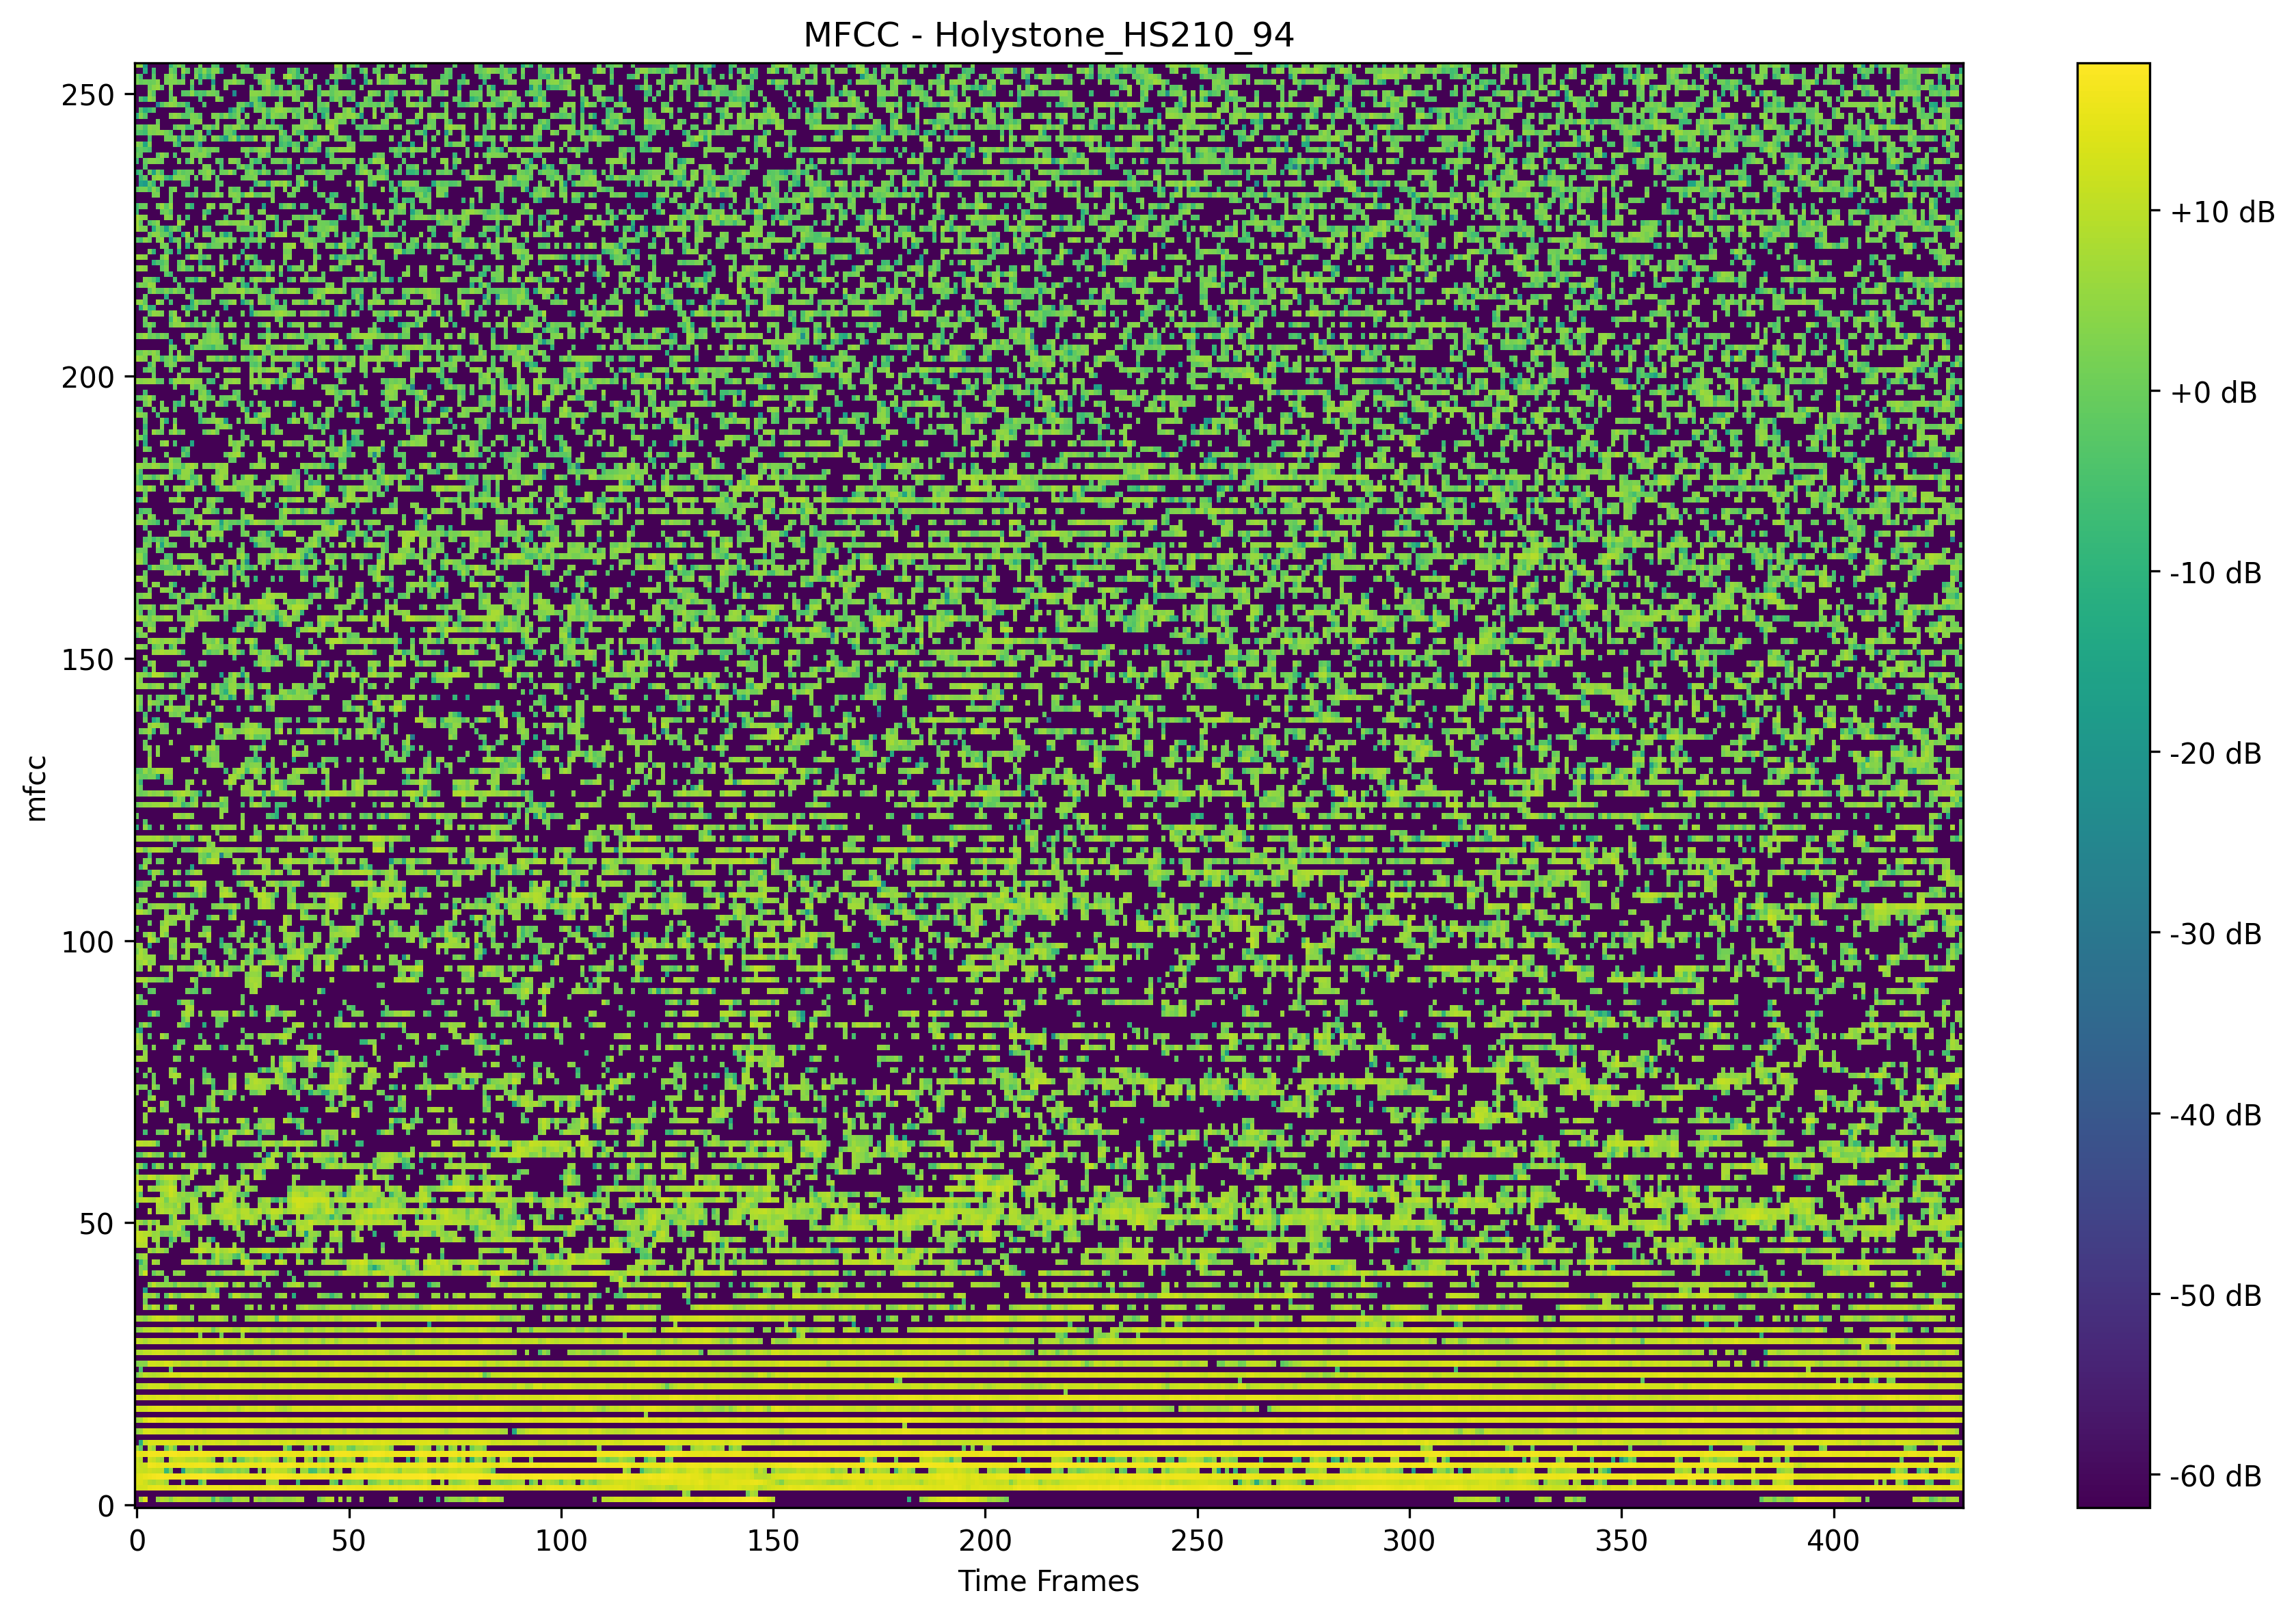 MFCC - Holystone_HS210_94
250
200
150
100
50
0
mfcc
0 50 100 150 200 250 300 350 400
Time Frames
+10 dB
+0 dB
-10 dB
-20 dB
-30 dB
-40 dB
-50 dB
-60 dB